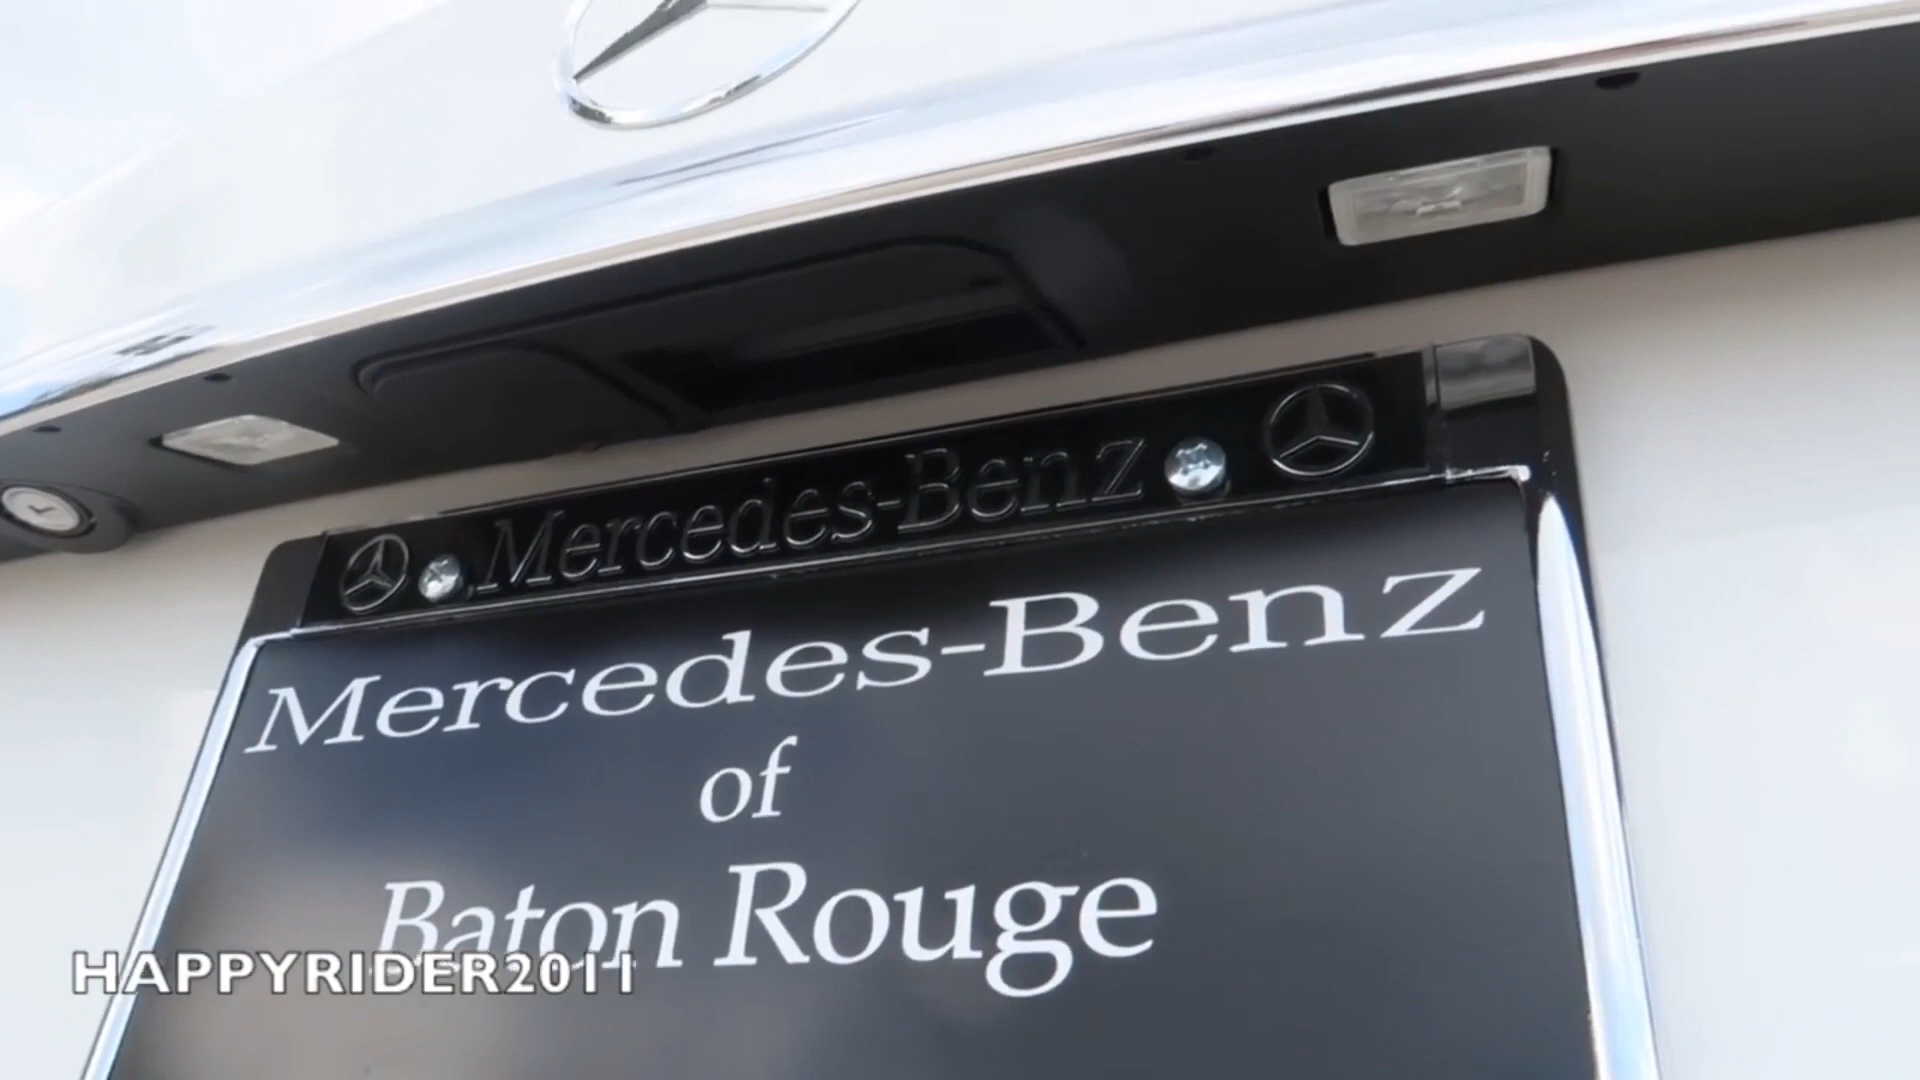 Mercedes-Benz
Mercedes-Benz
of
Baton Rouge
HAPPYRIDER2011